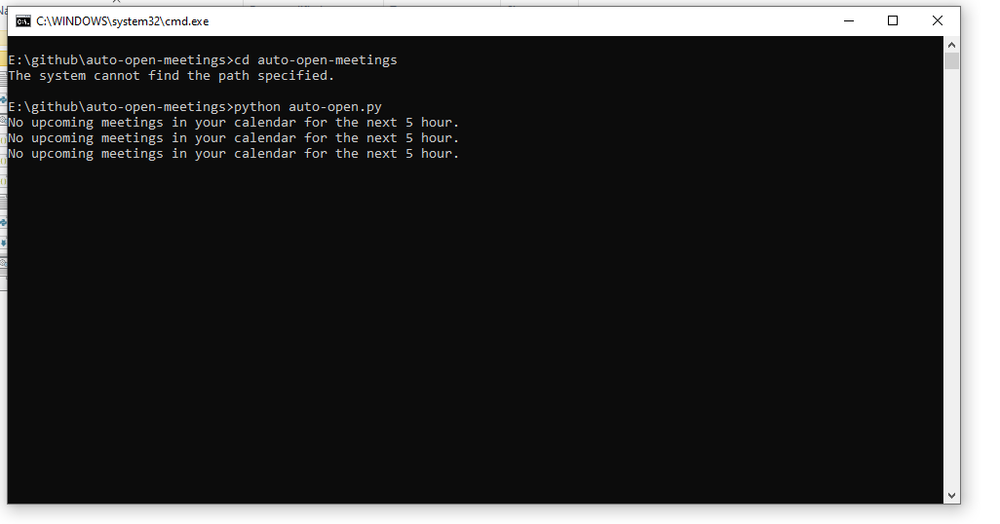 C:\WINDOWS\system32\cmd.exe
E:\github\auto-open-meetings>cd auto-open-meetings
The system cannot find the path specified.
E:\github\auto-open-meetings>python auto-open.py
No upcoming meetings in your calendar for the next 5 hour.
No upcoming meetings in your calendar for the next 5 hour.
No upcoming meetings in your calendar for the next 5 hour.